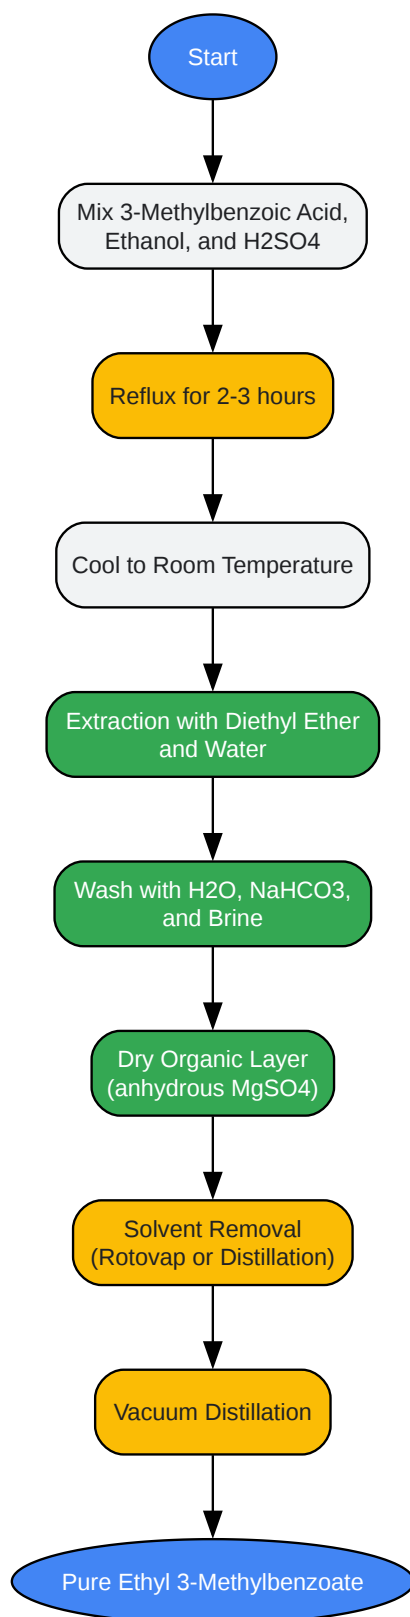 Start
Mix 3-Methylbenzoic Acid,
Ethanol, and H2SO4
Reflux for 2-3 hours
Cool to Room Temperature
Extraction with Diethyl Ether
and Water
Wash with H2O, NaHCO3,
and Brine
Dry Organic Layer
(anhydrous MgSO4)
Solvent Removal
(Rotovap or Distillation)
Vacuum Distillation
Pure Ethyl 3-Methylbenzoate